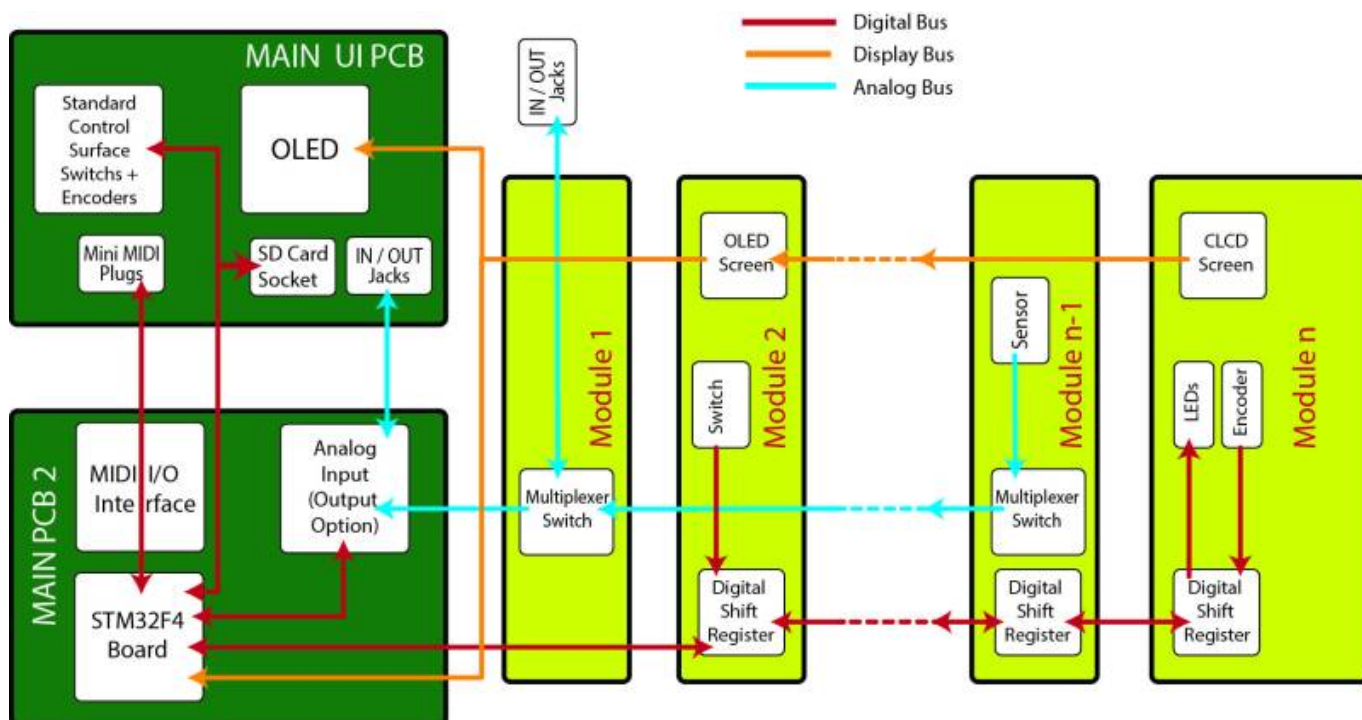 MAIN UI PCB
Standard
Control
Surface
Switchs +
Encoders
OLED
Mini MIDI
Plugs
SD Card
Socket
IN / OUT
Jacks
IN / OUT
Jacks
Digital Bus
Display Bus
Analog Bus
MAIN PCB 2
MIDI I/O
Interface
Analog
Input
(Output
Option)
STM32F4
Board
Module 1
Multiplexer
Switch
Module 2
OLED
Screen
Switch
Digital
Shift
Register
Module n-1
Sensor
Multiplexer
Switch
Digital
Shift
Register
Module n
CLCD
Screen
LEDs
Encoder
Digital
Shift
Register